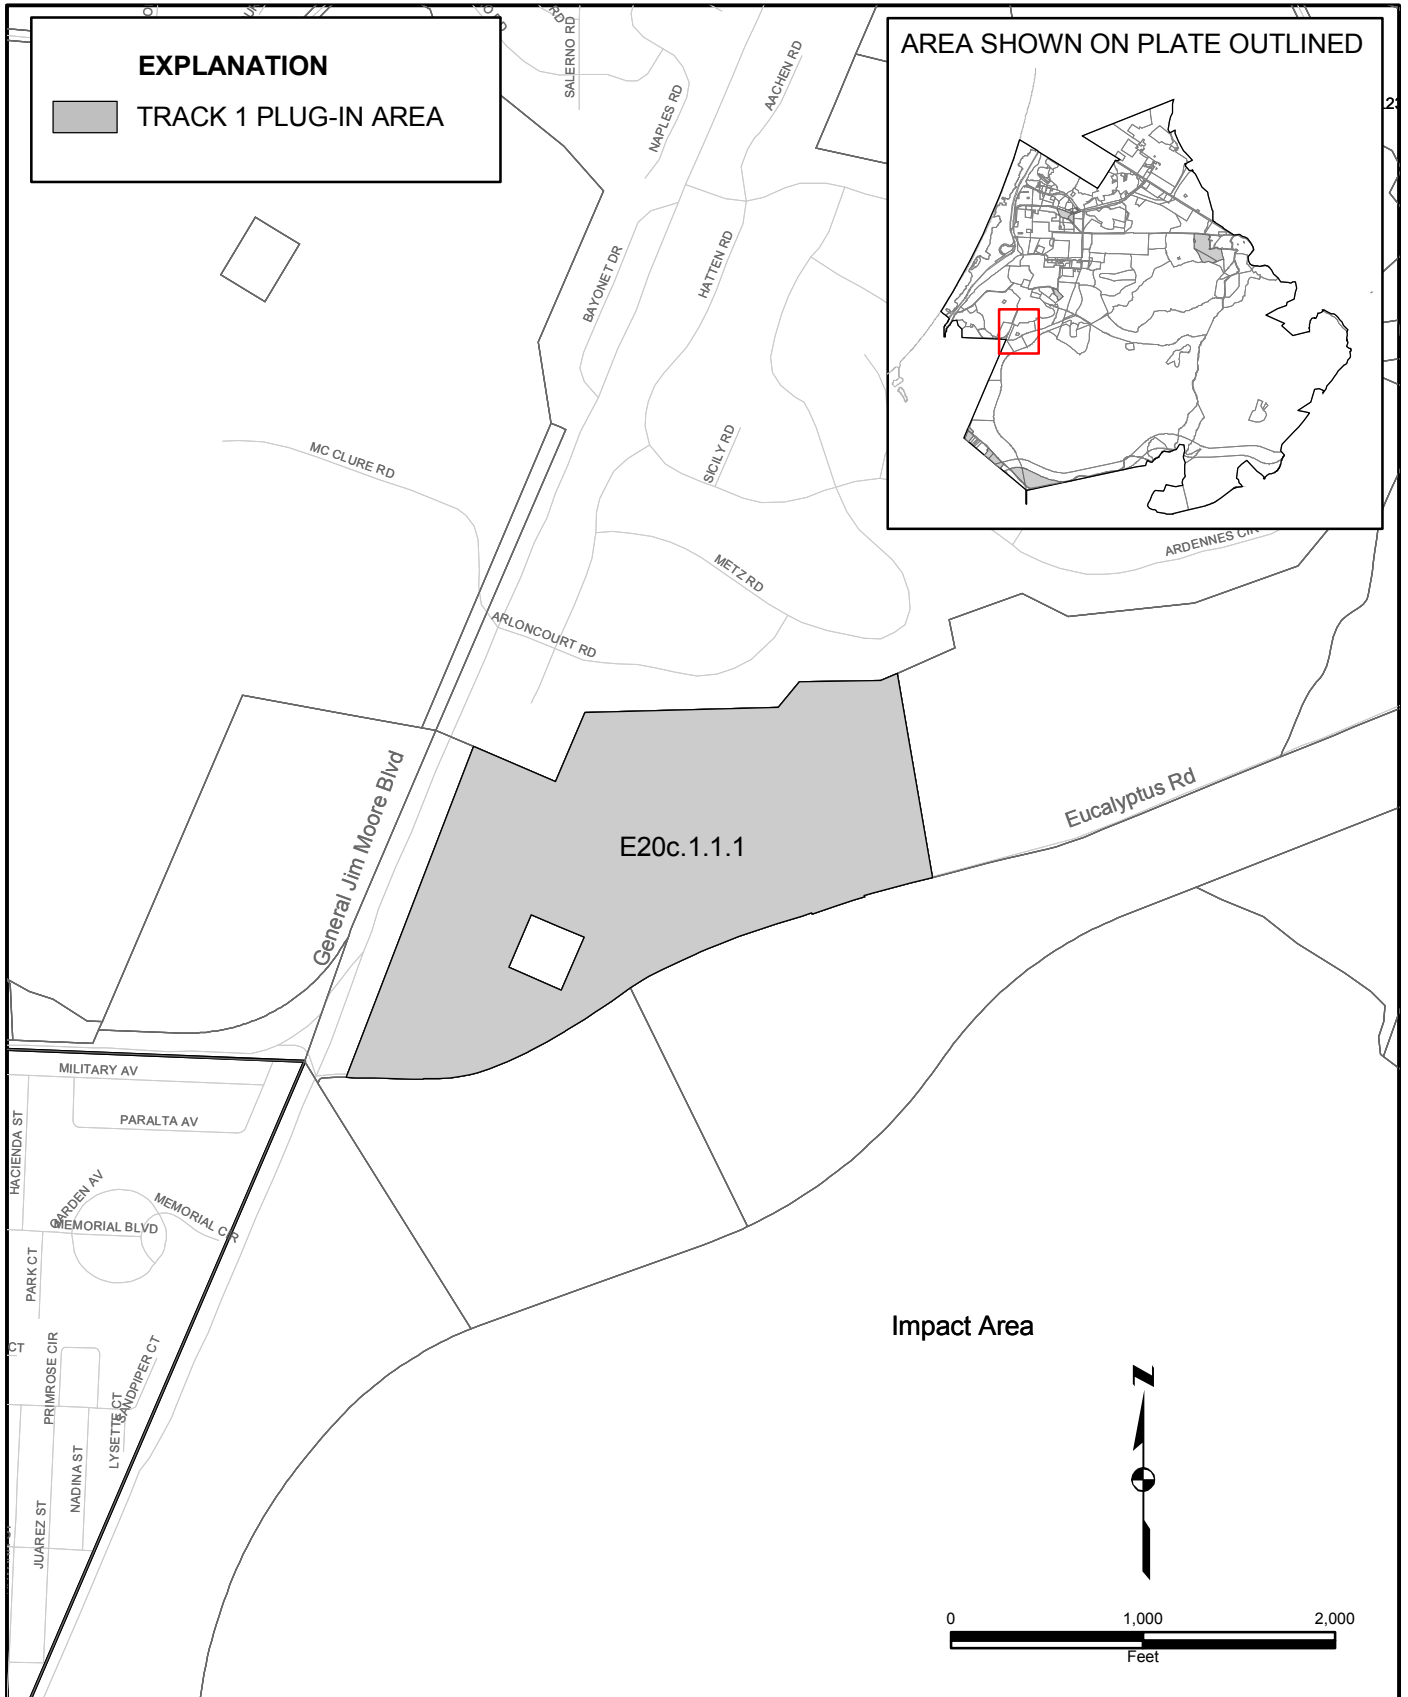 EXPLANATION
TRACK 1 PLUG-IN AREA
AREA SHOWN ON PLATE OUTLINED
SALERNO RD
NAPLES RD
AACHEN RD
BAYONET DR
HATTEN RD
MC CLURE RD
SICILY RD
METZ RD
ARDENNES CIR
ARLONCOURT RD
General Jim Moore Blvd
Eucalyptus Rd
E20c.1.1.1
MILITARY AV
PARALTA AV
HACIENDA ST
GARDEN AV
MEMORIAL CIR
MEMORIAL BLVD
PARK CT
CT
PRIMROSE CIR
SANDPIPER CT
LYSETTE CT
NADINA ST
JUAREZ ST
Impact Area
N
0 1,000 2,000
Feet